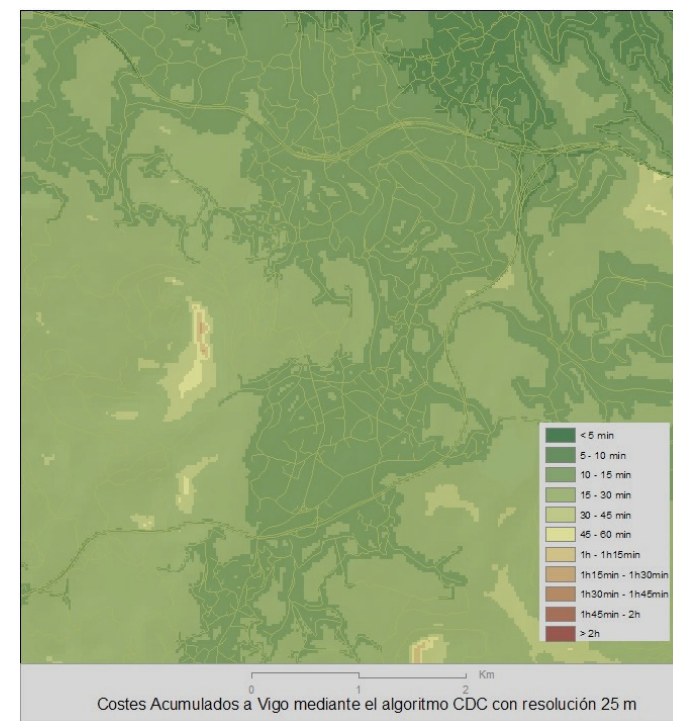 < 5 min
5 - 10 min
10 - 15 min
15 - 30 min
30 - 45 min
45 - 60 min
1h - 1h15min
1h15min - 1h30min
1h30min - 1h45min
1h45min - 2h
> 2h
Km
0 1 2
Costes Acumulados a Vigo mediante el algoritmo CDC con resolución 25 m